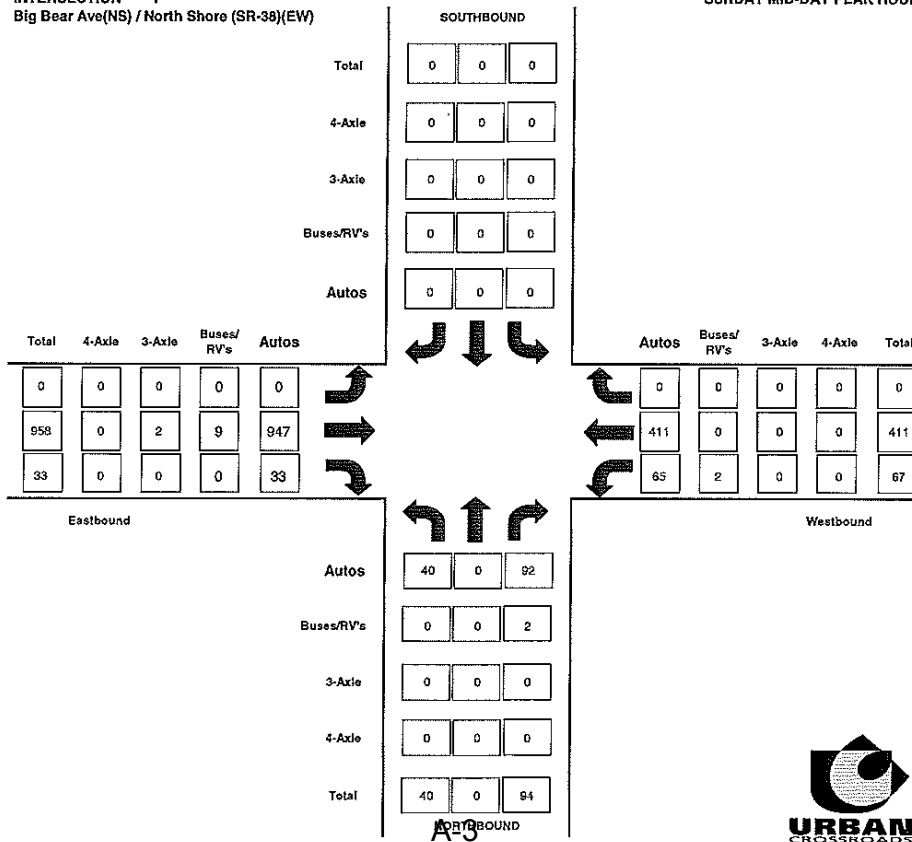 Big Bear Ave(NS) / North Shore (SR-38)(EW)
SOUTHBOUND
Total 0 0 0
4-Axle 0 0 0
3-Axle 0 0 0
Buses/RV's 0 0 0
Autos 0 0 0
Total 4-Axle 3-Axle Buses/ RV's Autos
0 0 0 0 0
958 0 2 9 947
33 0 0 0 33
Eastbound
Autos Buses/ RV's 3-Axle 4-Axle Total
0 0 0 0 0
411 0 0 0 411
65 2 0 0 67
Westbound
Autos 40 0 92
Buses/RV's 0 0 2
3-Axle 0 0 0
4-Axle 0 0 0
Total 40 0 94
NORTHBOUND
A-3
URBAN
CROSSROADS